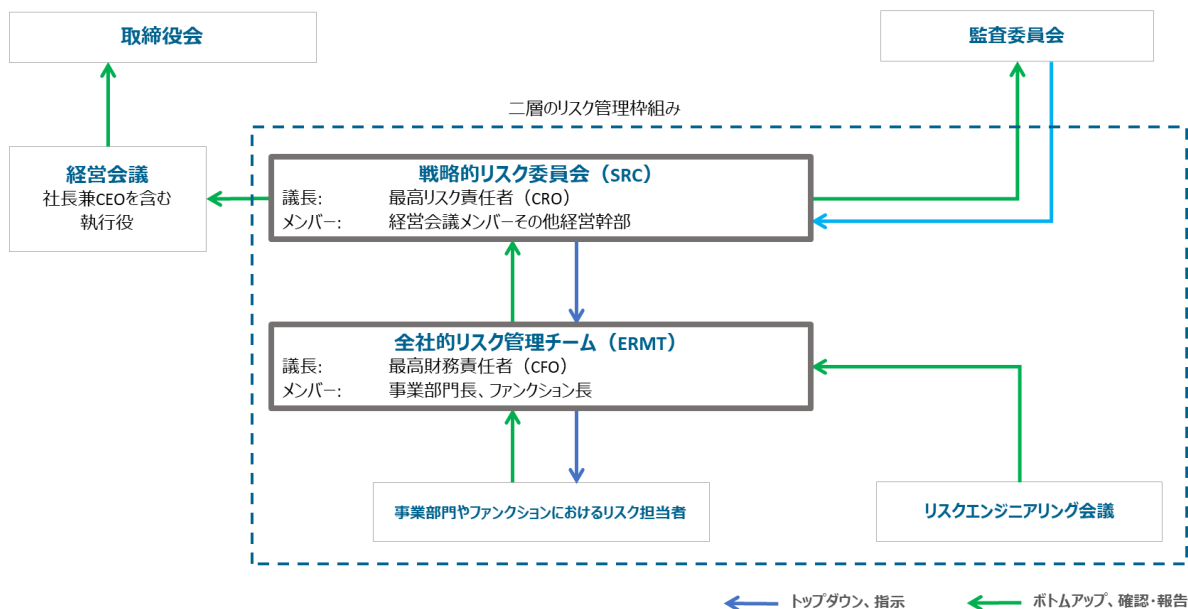 取締役会
監査委員会
二層のリスク管理枠組み
経営会議
社長兼CEOを含む
執行役
戦略的リスク委員会（SRC）
議長: 最高リスク責任者（CRO）
メンバー: 経営会議メンバーその他経営幹部
全社的リスク管理チーム（ERMT）
議長: 最高財務責任者（CFO）
メンバー: 事業部門長、ファンクション長
事業部門やファンクションにおけるリスク担当者
リスクエンジニアリング会議
トップダウン、指示
ボトムアップ、確認・報告